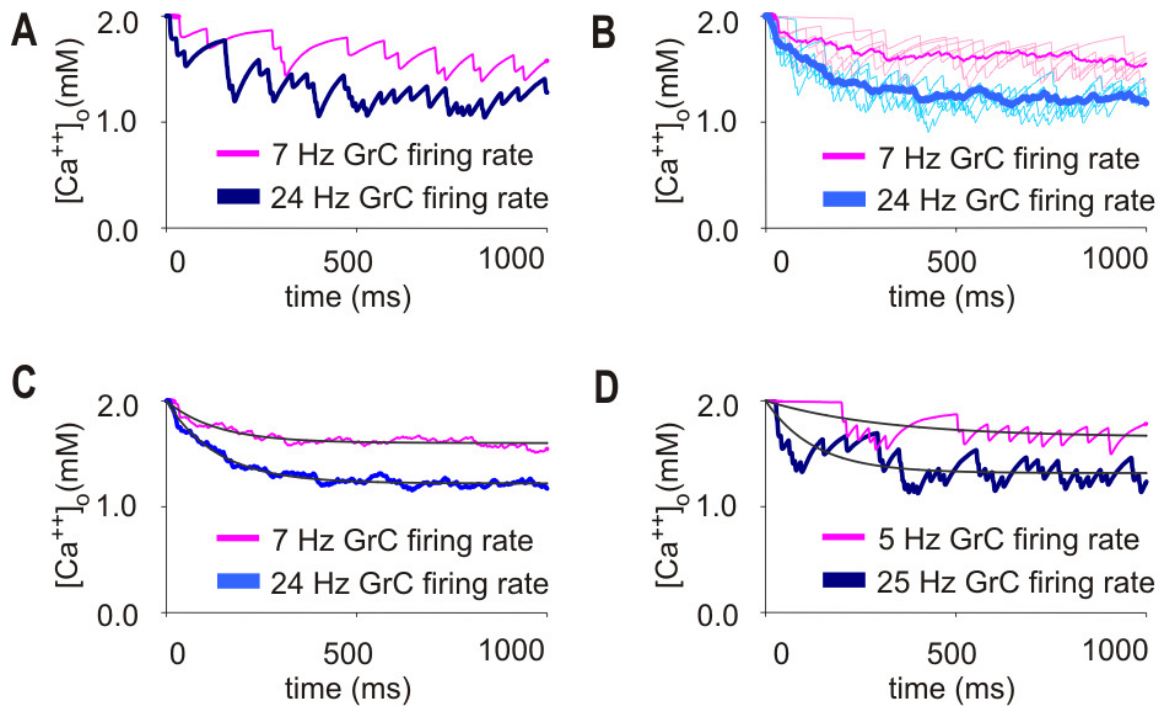 A
2.0
1.0
0.0
[Ca++]o(mM)
7 Hz GrC firing rate
24 Hz GrC firing rate
0
500
1000
time (ms)
B
2.0
1.0
0.0
[Ca++]o(mM)
7 Hz GrC firing rate
24 Hz GrC firing rate
0
500
1000
time (ms)
C
2.0
1.0
0.0
[Ca++]o(mM)
7 Hz GrC firing rate
24 Hz GrC firing rate
0
500
1000
time (ms)
D
2.0
1.0
0.0
[Ca++]o(mM)
5 Hz GrC firing rate
25 Hz GrC firing rate
0
500
1000
time (ms)